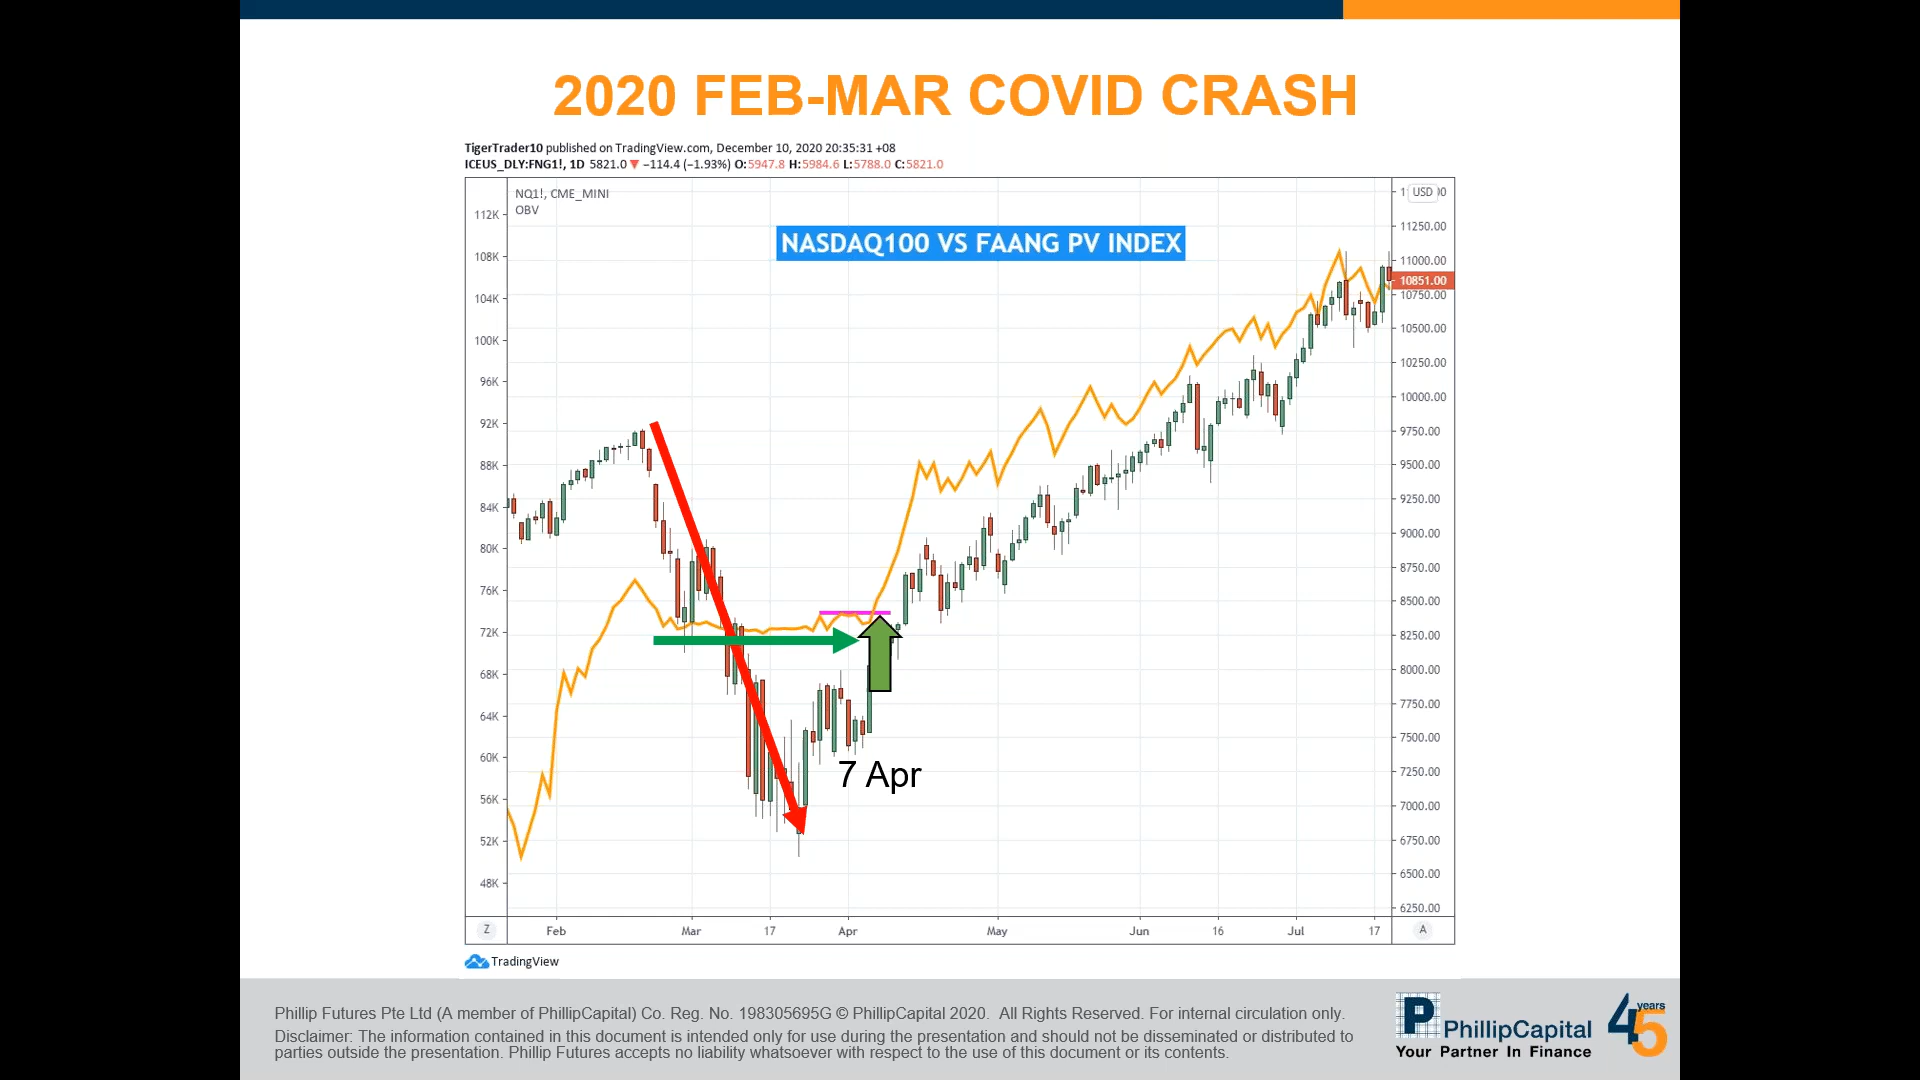 2020 FEB-MAR COVID CRASH
TigerTrader10 published on TradingView.com, December 10, 2020 20:35:31 +08
ICEUS_DLY:FNG1!, 1D 5821.0 ▼ −114.4 (−1.93%) O:5947.8 H:5984.6 L:5788.0 C:5821.0
NQ1!, CME_MINI
OBV
NASDAQ100 VS FAANG PV INDEX
112K
108K
104K
100K
96K
92K
88K
84K
80K
76K
72K
68K
64K
60K
56K
52K
48K
USD
11250.00
11000.00
10851.00
10750.00
10500.00
10250.00
10000.00
9750.00
9500.00
9250.00
9000.00
8750.00
8500.00
8250.00
8000.00
7750.00
7500.00
7250.00
7000.00
6750.00
6500.00
6250.00
7 Apr
Z Feb Mar 17 Apr May Jun 16 Jul 17 A
TradingView
Phillip Futures Pte Ltd (A member of PhillipCapital) Co. Reg. No. 198305695G © PhillipCapital 2020. All Rights Reserved. For internal circulation only.
Disclaimer: The information contained in this document is intended only for use during the presentation and should not be disseminated or distributed to
parties outside the presentation. Phillip Futures accepts no liability whatsoever with respect to the use of this document or its contents.
P PhillipCapital
Your Partner In Finance
45 years